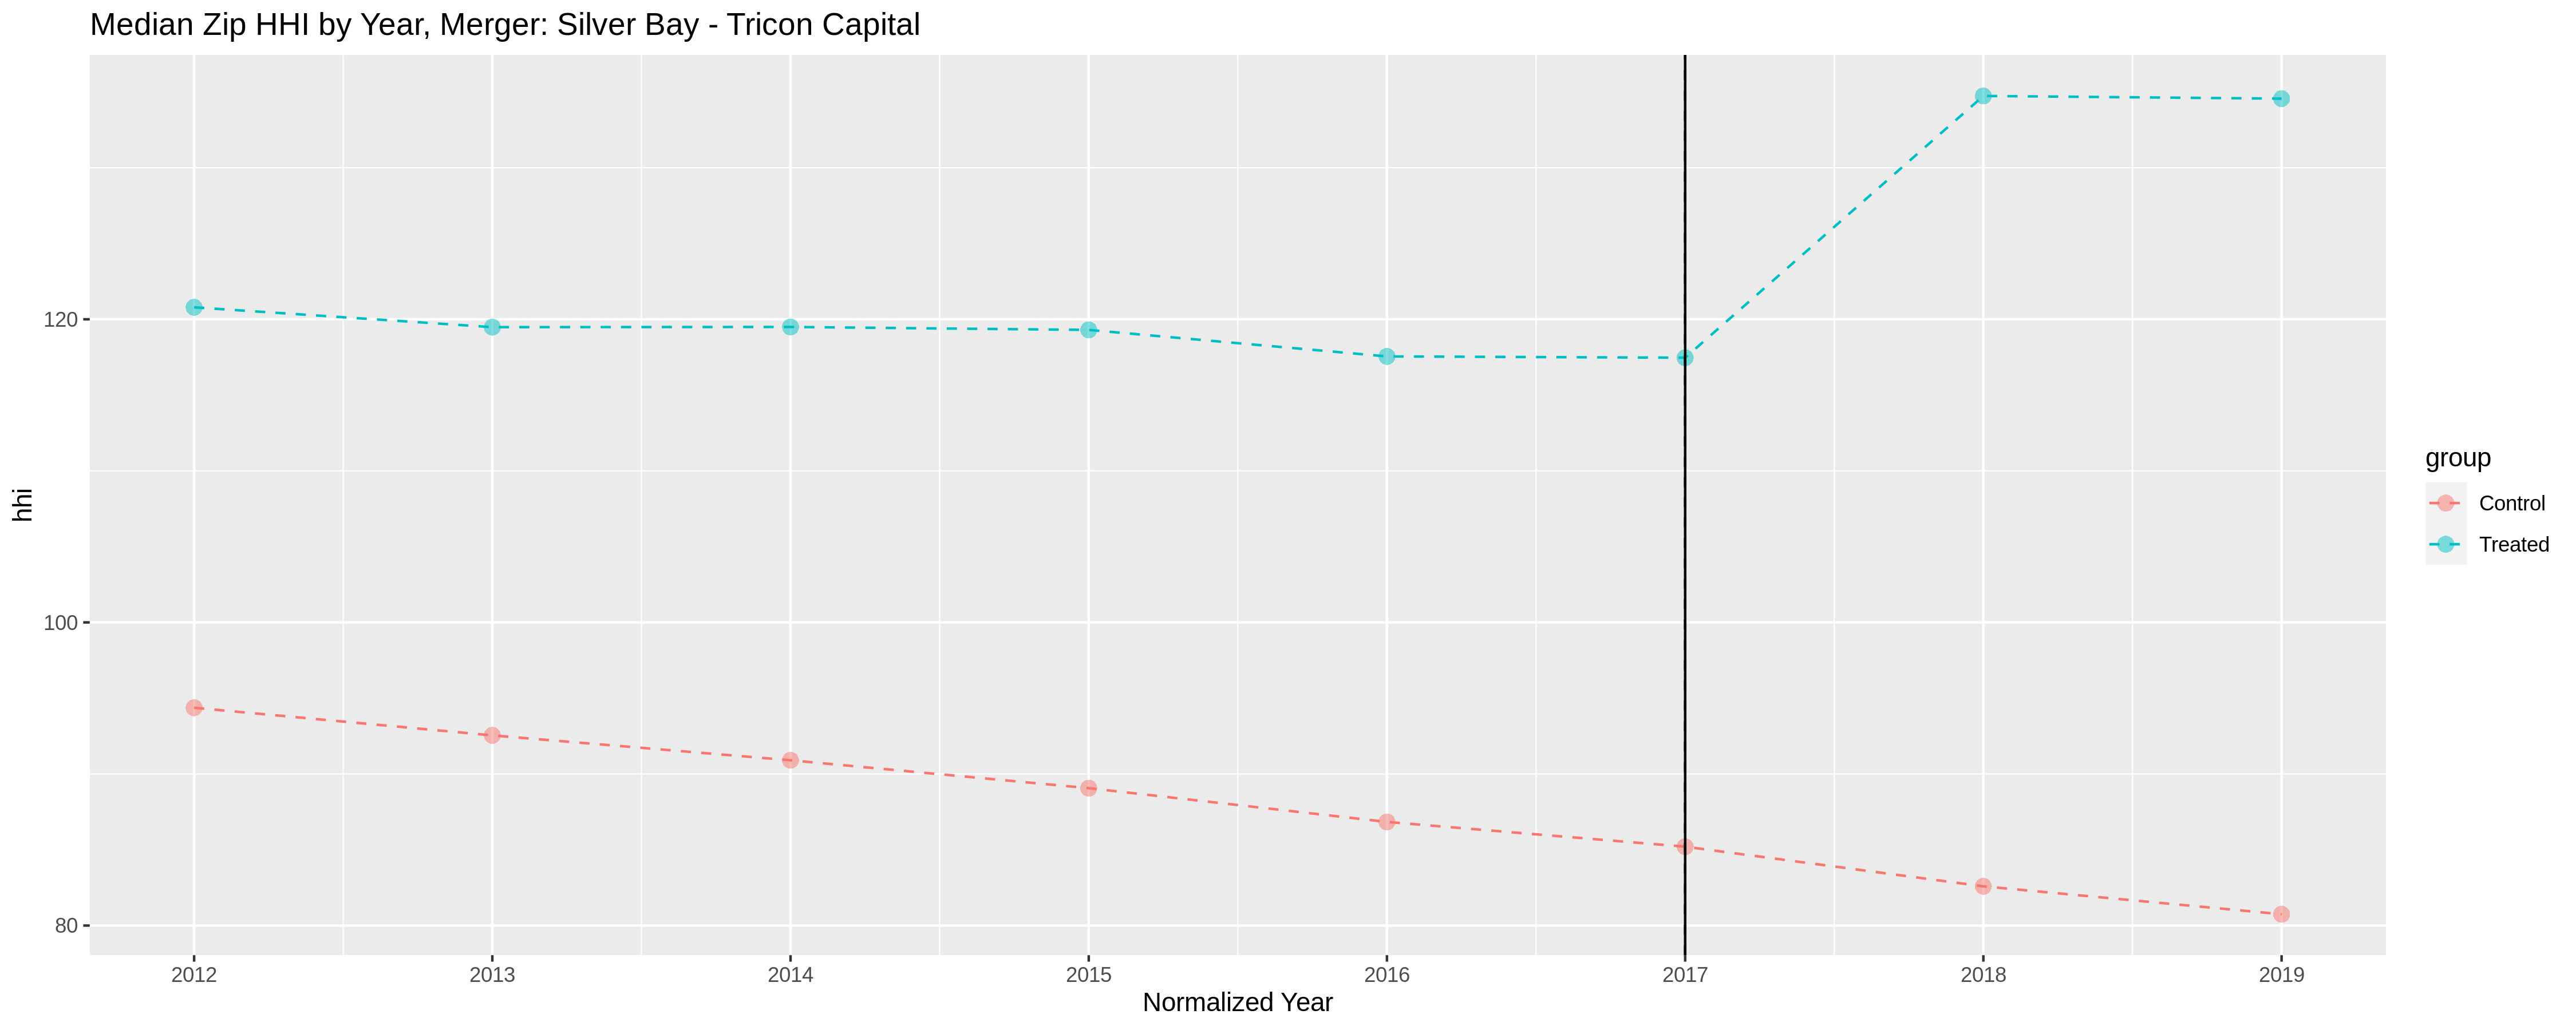 Median Zip HHI by Year, Merger: Silver Bay - Tricon Capital
hhi
120
100
80
2012 2013 2014 2015 2016 2017 2018 2019
Normalized Year
group
Control
Treated